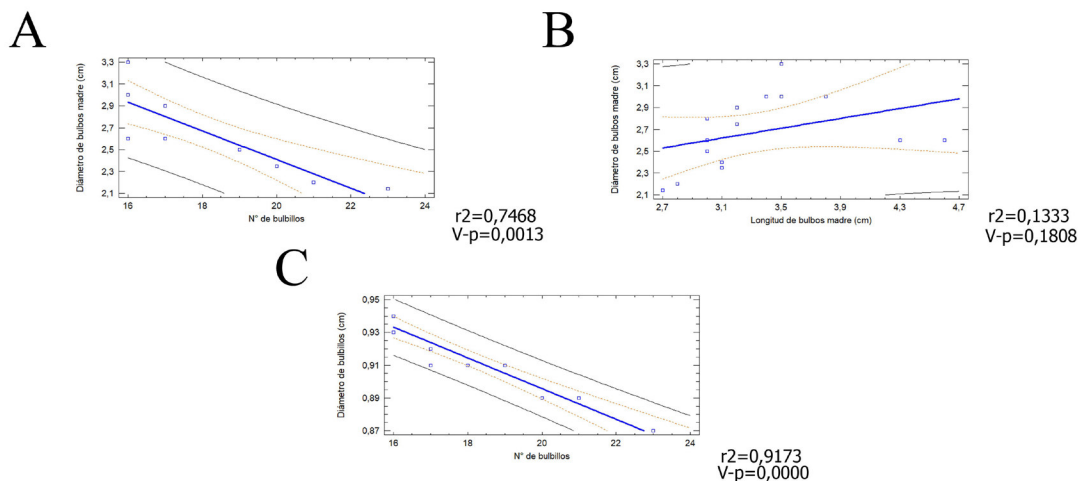 A
Diámetro de bulbos madre (cm)
3,3
3,1
2,9
2,7
2,5
2,3
2,1
16 18 20 22 24
N° de bulbillos
r2=0,7468
V-p=0,0013
B
Diámetro de bulbos madre (cm)
3,3
3,1
2,9
2,7
2,5
2,3
2,1
2,7 3,1 3,5 3,9 4,3 4,7
Longitud de bulbos madre (cm)
r2=0,1333
V-p=0,1808
C
Diámetro de bulbillos (cm)
0,95
0,93
0,91
0,89
0,87
16 18 20 22 24
N° de bulbillos
r2=0,9173
V-p=0,0000